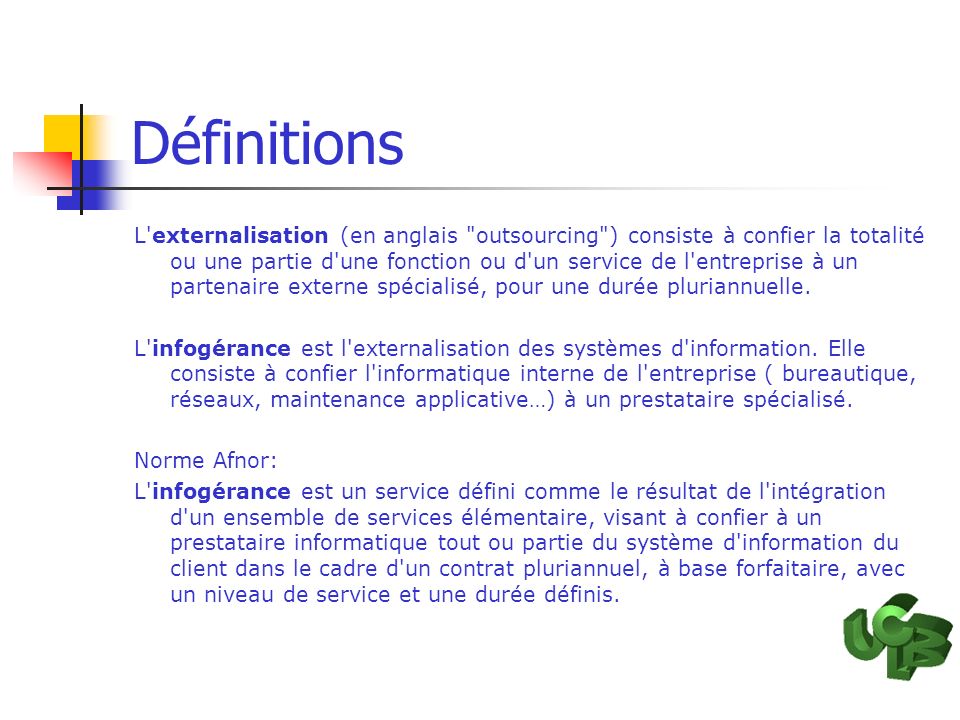 Définitions
L'externalisation (en anglais "outsourcing") consiste à confier la totalité
ou une partie d'une fonction ou d'un service de l'entreprise à un
partenaire externe spécialisé, pour une durée pluriannuelle.
L'infogérance est l'externalisation des systèmes d'information. Elle
consiste à confier l'informatique interne de l'entreprise ( bureautique,
réseaux, maintenance applicative…) à un prestataire spécialisé.
Norme Afnor:
L'infogérance est un service défini comme le résultat de l'intégration
d'un ensemble de services élémentaire, visant à confier à un
prestataire informatique tout ou partie du système d'information du
client dans le cadre d'un contrat pluriannuel, à base forfaitaire, avec
un niveau de service et une durée définis.
UCLB